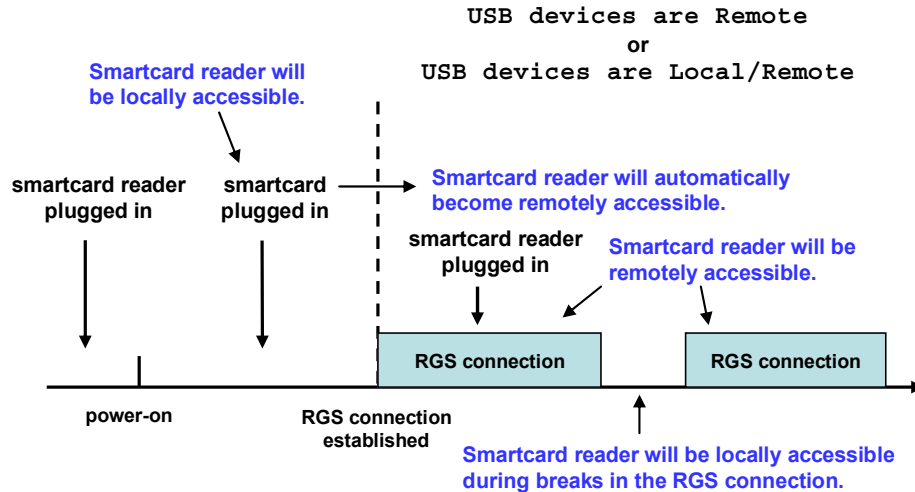 USB devices are Remote
or
USB devices are Local/Remote
Smartcard reader will
be locally accessible.
smartcard reader
plugged in
smartcard
plugged in
Smartcard reader will automatically
become remotely accessible.
smartcard reader
plugged in
Smartcard reader will be
remotely accessible.
RGS connection
RGS connection
power-on
RGS connection
established
Smartcard reader will be locally accessible
during breaks in the RGS connection.